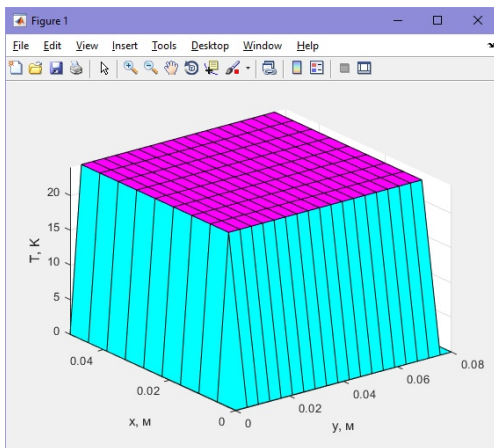 Figure 1
File Edit View Insert Tools Desktop Window Help
20
15
10
5
0
T, K
0.04
0.02
0
x, м
0
0.02
0.04
0.06
0.08
y, м